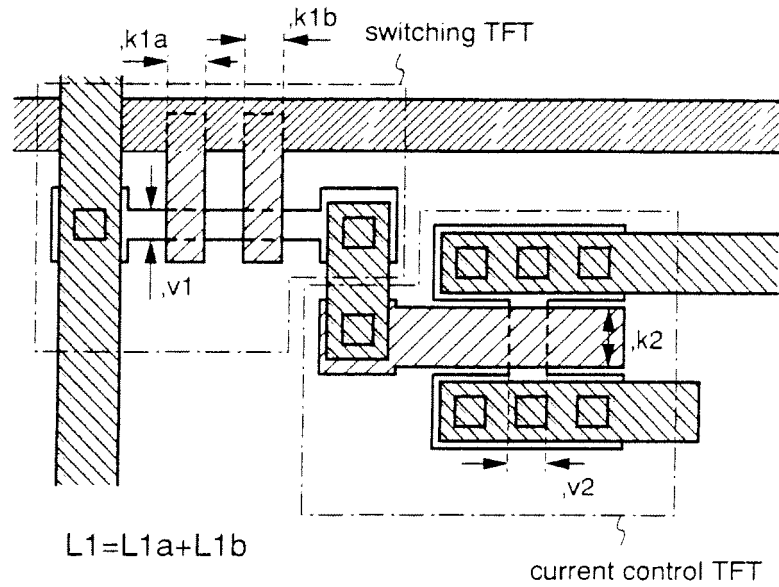 ,k1b
switching TFT
,k1a
,v1
,k2
,v2
L1=L1a+L1b
current control TFT